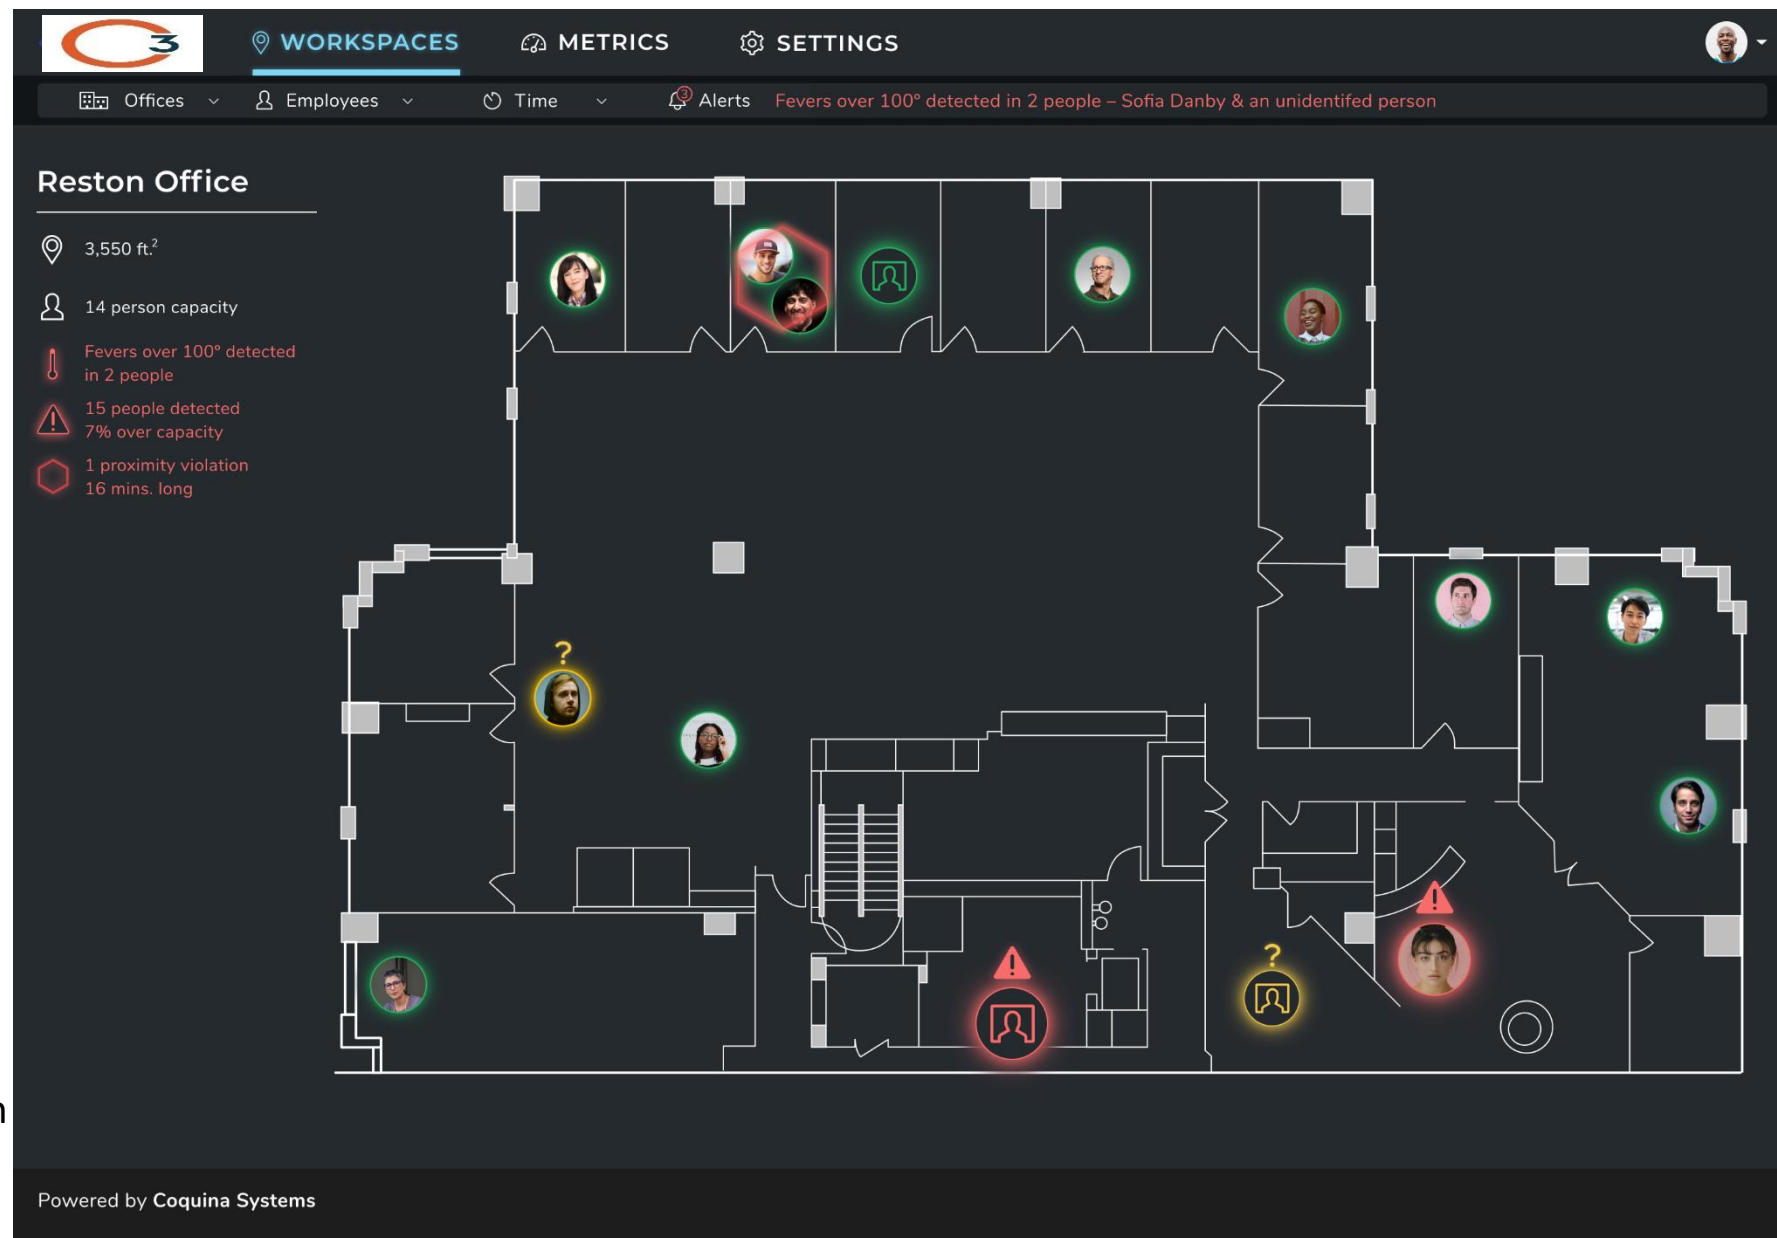 3
WORKSPACES
METRICS
SETTINGS
Offices
Employees
Time
3
Alerts
Fevers over 100° detected in 2 people – Sofia Danby & an unidentifed person
Reston Office
3,550 ft.²
14 person capacity
Fevers over 100° detected
in 2 people
15 people detected
7% over capacity
1 proximity violation
16 mins. long
?
?
n
Powered by Coquina Systems